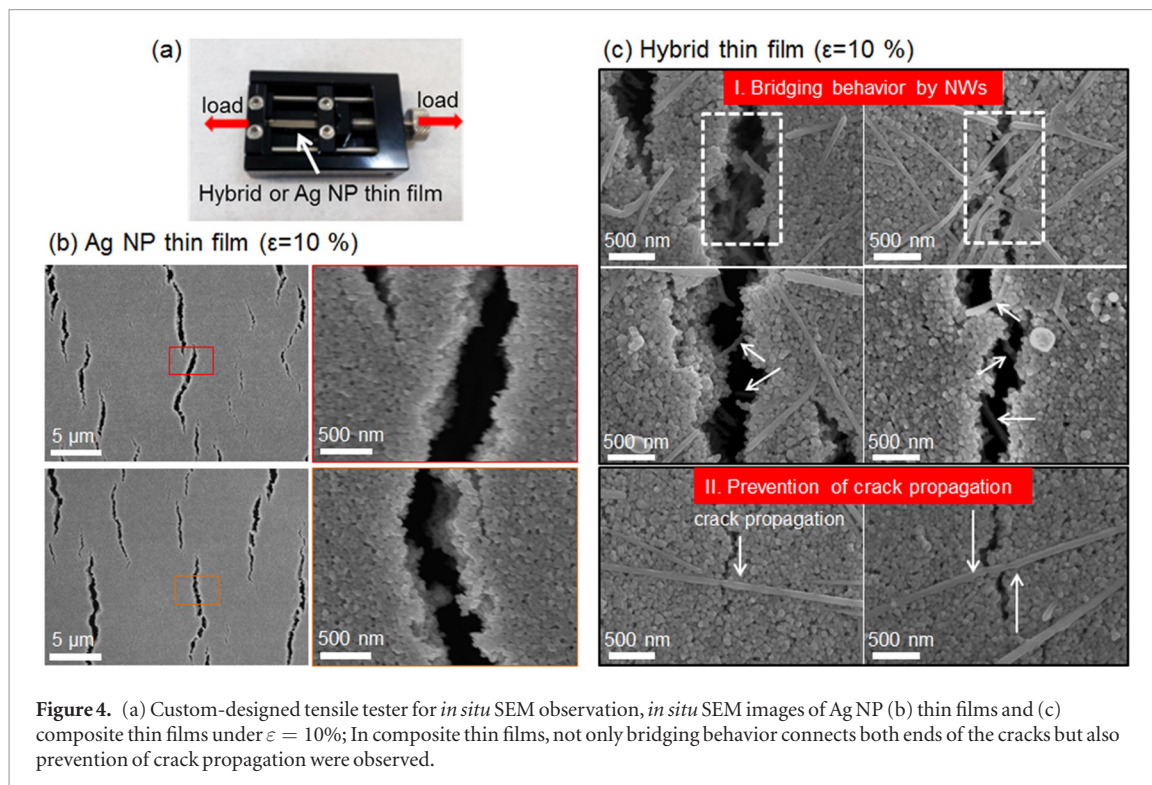 (a)
load
load
Hybrid or Ag NP thin film
(b) Ag NP thin film (ε=10 %)
5 μm
500 nm
5 μm
500 nm
(c) Hybrid thin film (ε=10 %)
I. Bridging behavior by NWs
500 nm
500 nm
500 nm
500 nm
II. Prevention of crack propagation
crack propagation
500 nm
500 nm
Figure 4. (a) Custom-designed tensile tester for in situ SEM observation, in situ SEM images of Ag NP (b) thin films and (c)
composite thin films under ε = 10%; In composite thin films, not only bridging behavior connects both ends of the cracks but also
prevention of crack propagation were observed.